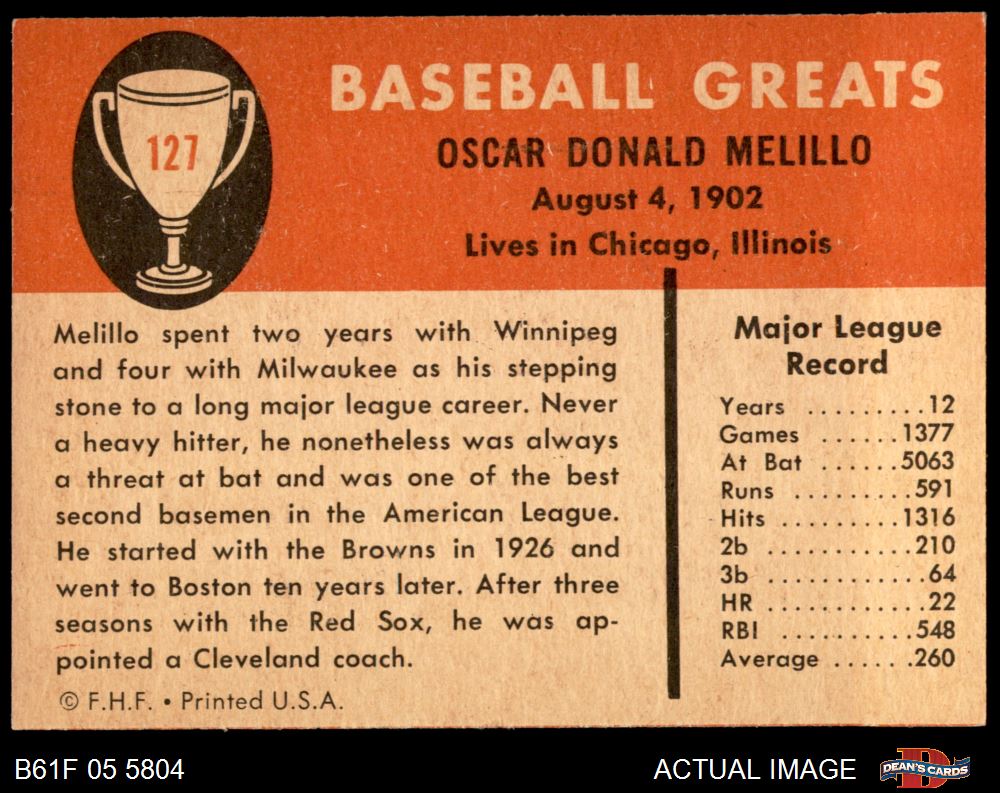 127
BASEBALL GREATS
OSCAR DONALD MELILLO
August 4, 1902
Lives in Chicago, Illinois
Melillo spent two years with Winnipeg
and four with Milwaukee as his stepping
stone to a long major league career. Never
a heavy hitter, he nonetheless was always
a threat at bat and was one of the best
second basemen in the American League.
He started with the Browns in 1926 and
went to Boston ten years later. After three
seasons with the Red Sox, he was ap-
pointed a Cleveland coach.
© F.H.F. • Printed U.S.A.
Major League
Record
Years .........12
Games ......1377
At Bat ......5063
Runs .........591
Hits .........1316
2b ...........210
3b ............64
HR ............22
RBI ..........548
Average ......260
B61F 05 5804
ACTUAL IMAGE
D
DEAN'S CARDS